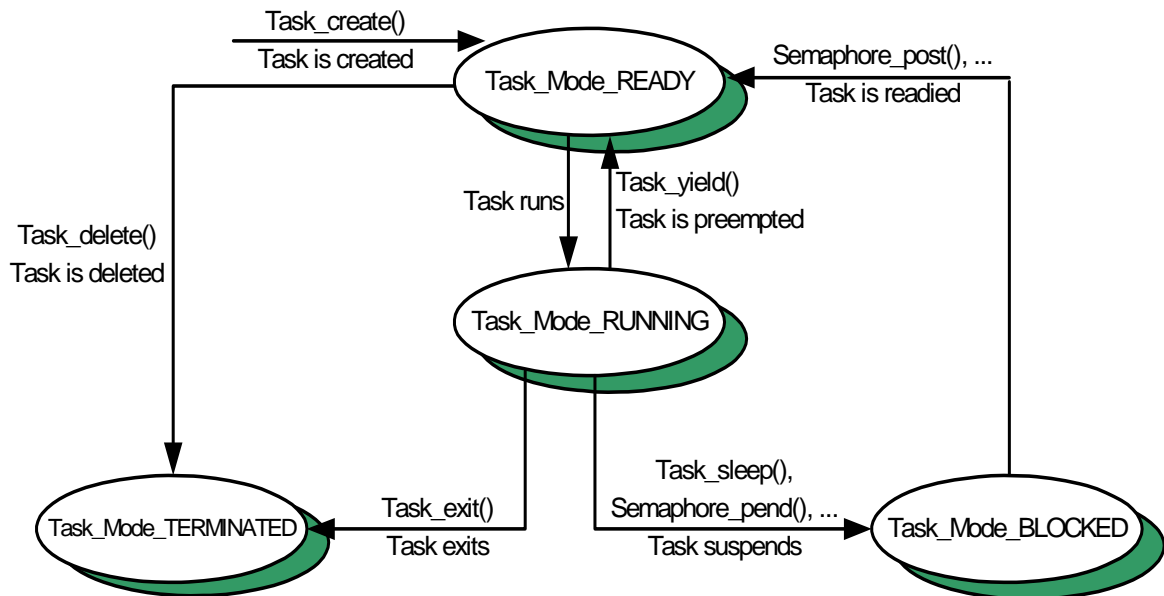 Task_create()
Task is created
Task_Mode_READY
Semaphore_post(), ...
Task is readied
Task runs
Task_yield()
Task is preempted
Task_delete()
Task is deleted
Task_Mode_RUNNING
Task_exit()
Task exits
Task_sleep(),
Semaphore_pend(), ...
Task suspends
Task_Mode_TERMINATED
Task_Mode_BLOCKED